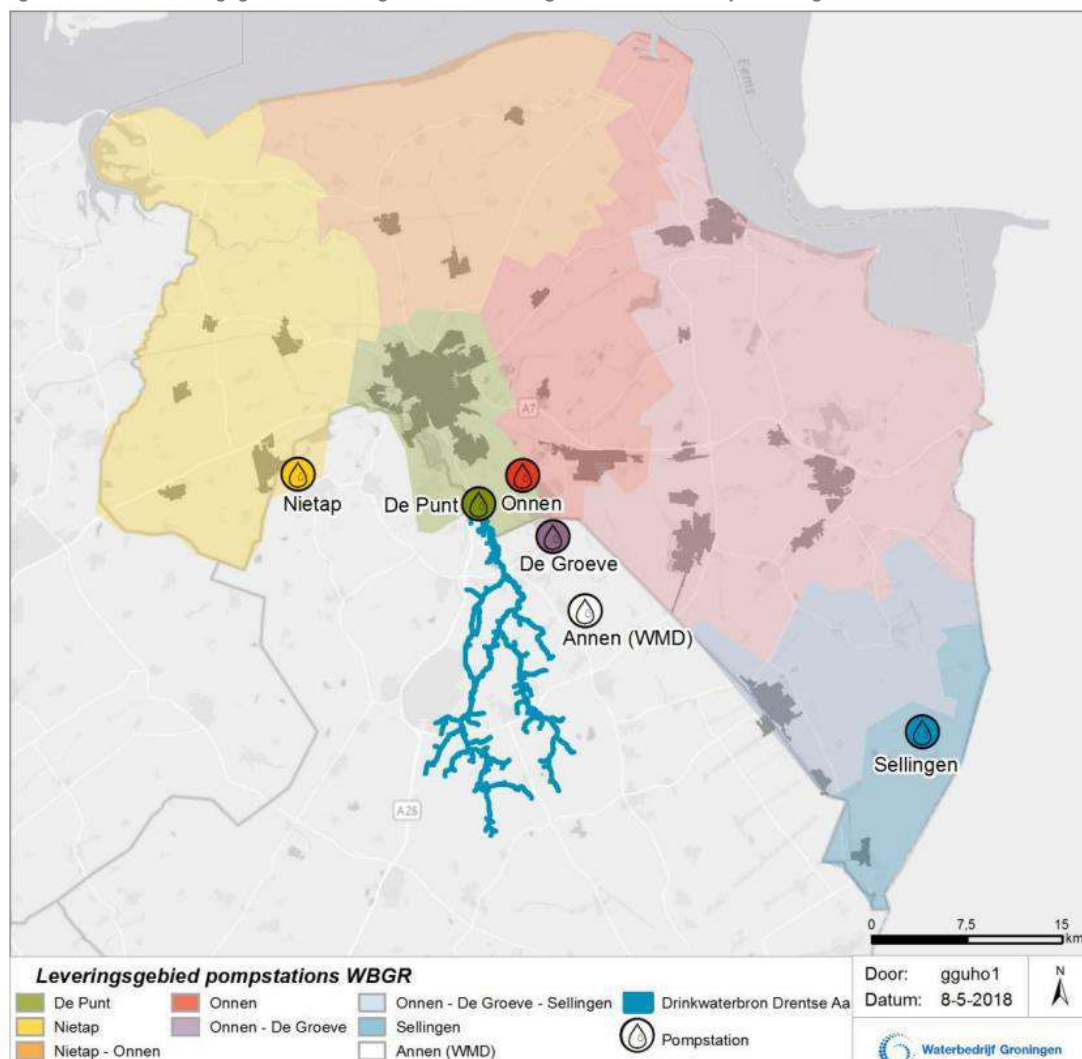 Eems
A7
Nietap
De Punt
Onnen
De Groeve
Annen (WMD)
Sellingen
A28
0 7,5 15
km
Leveringsgebied pompstations WBGR
De Punt
Nietap
Nietap - Onnen
Onnen
Onnen - De Groeve
Onnen - De Groeve - Sellingen
Sellingen
Annen (WMD)
Drinkwaterbron Drentse Aa
Pompstation
Door: gguho1
Datum: 8-5-2018
N
Waterbedrijf Groningen